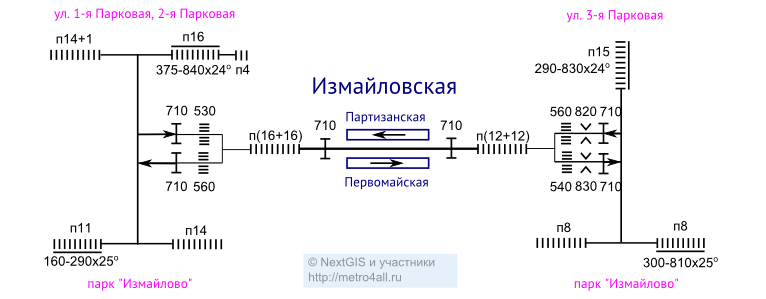 ул. 1-я Парковая, 2-я Парковая
ул. 3-я Парковая
п14+1
п16
п4
375-840x24°
п15
290-830x24°
Измайловская
710 530
560 820 710
Партизанская
п(16+16)
710
710
п(12+12)
Первомайская
710 560
540 830 710
п11
п14
160-290x25°
п8
п8
300-810x25°
парк "Измайлово"
парк "Измайлово"
© NextGIS и участники
http://metro4all.ru